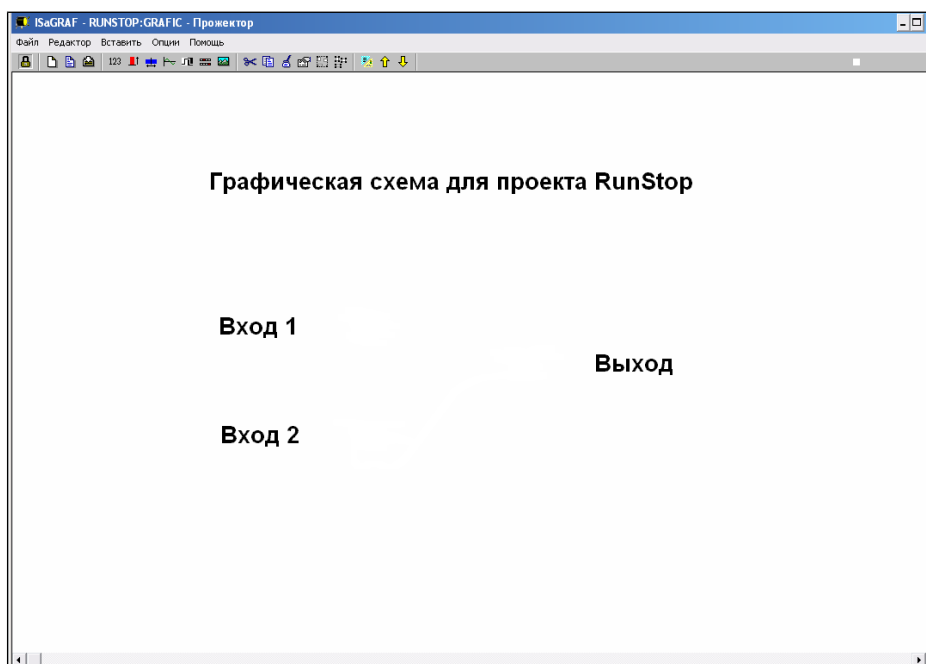 ISaGRAF - RUNSTOP:GRAFIC - Прожектор
Файл Редактор Вставить Опции Помощь
123
Графическая схема для проекта RunStop
Вход 1
Выход
Вход 2